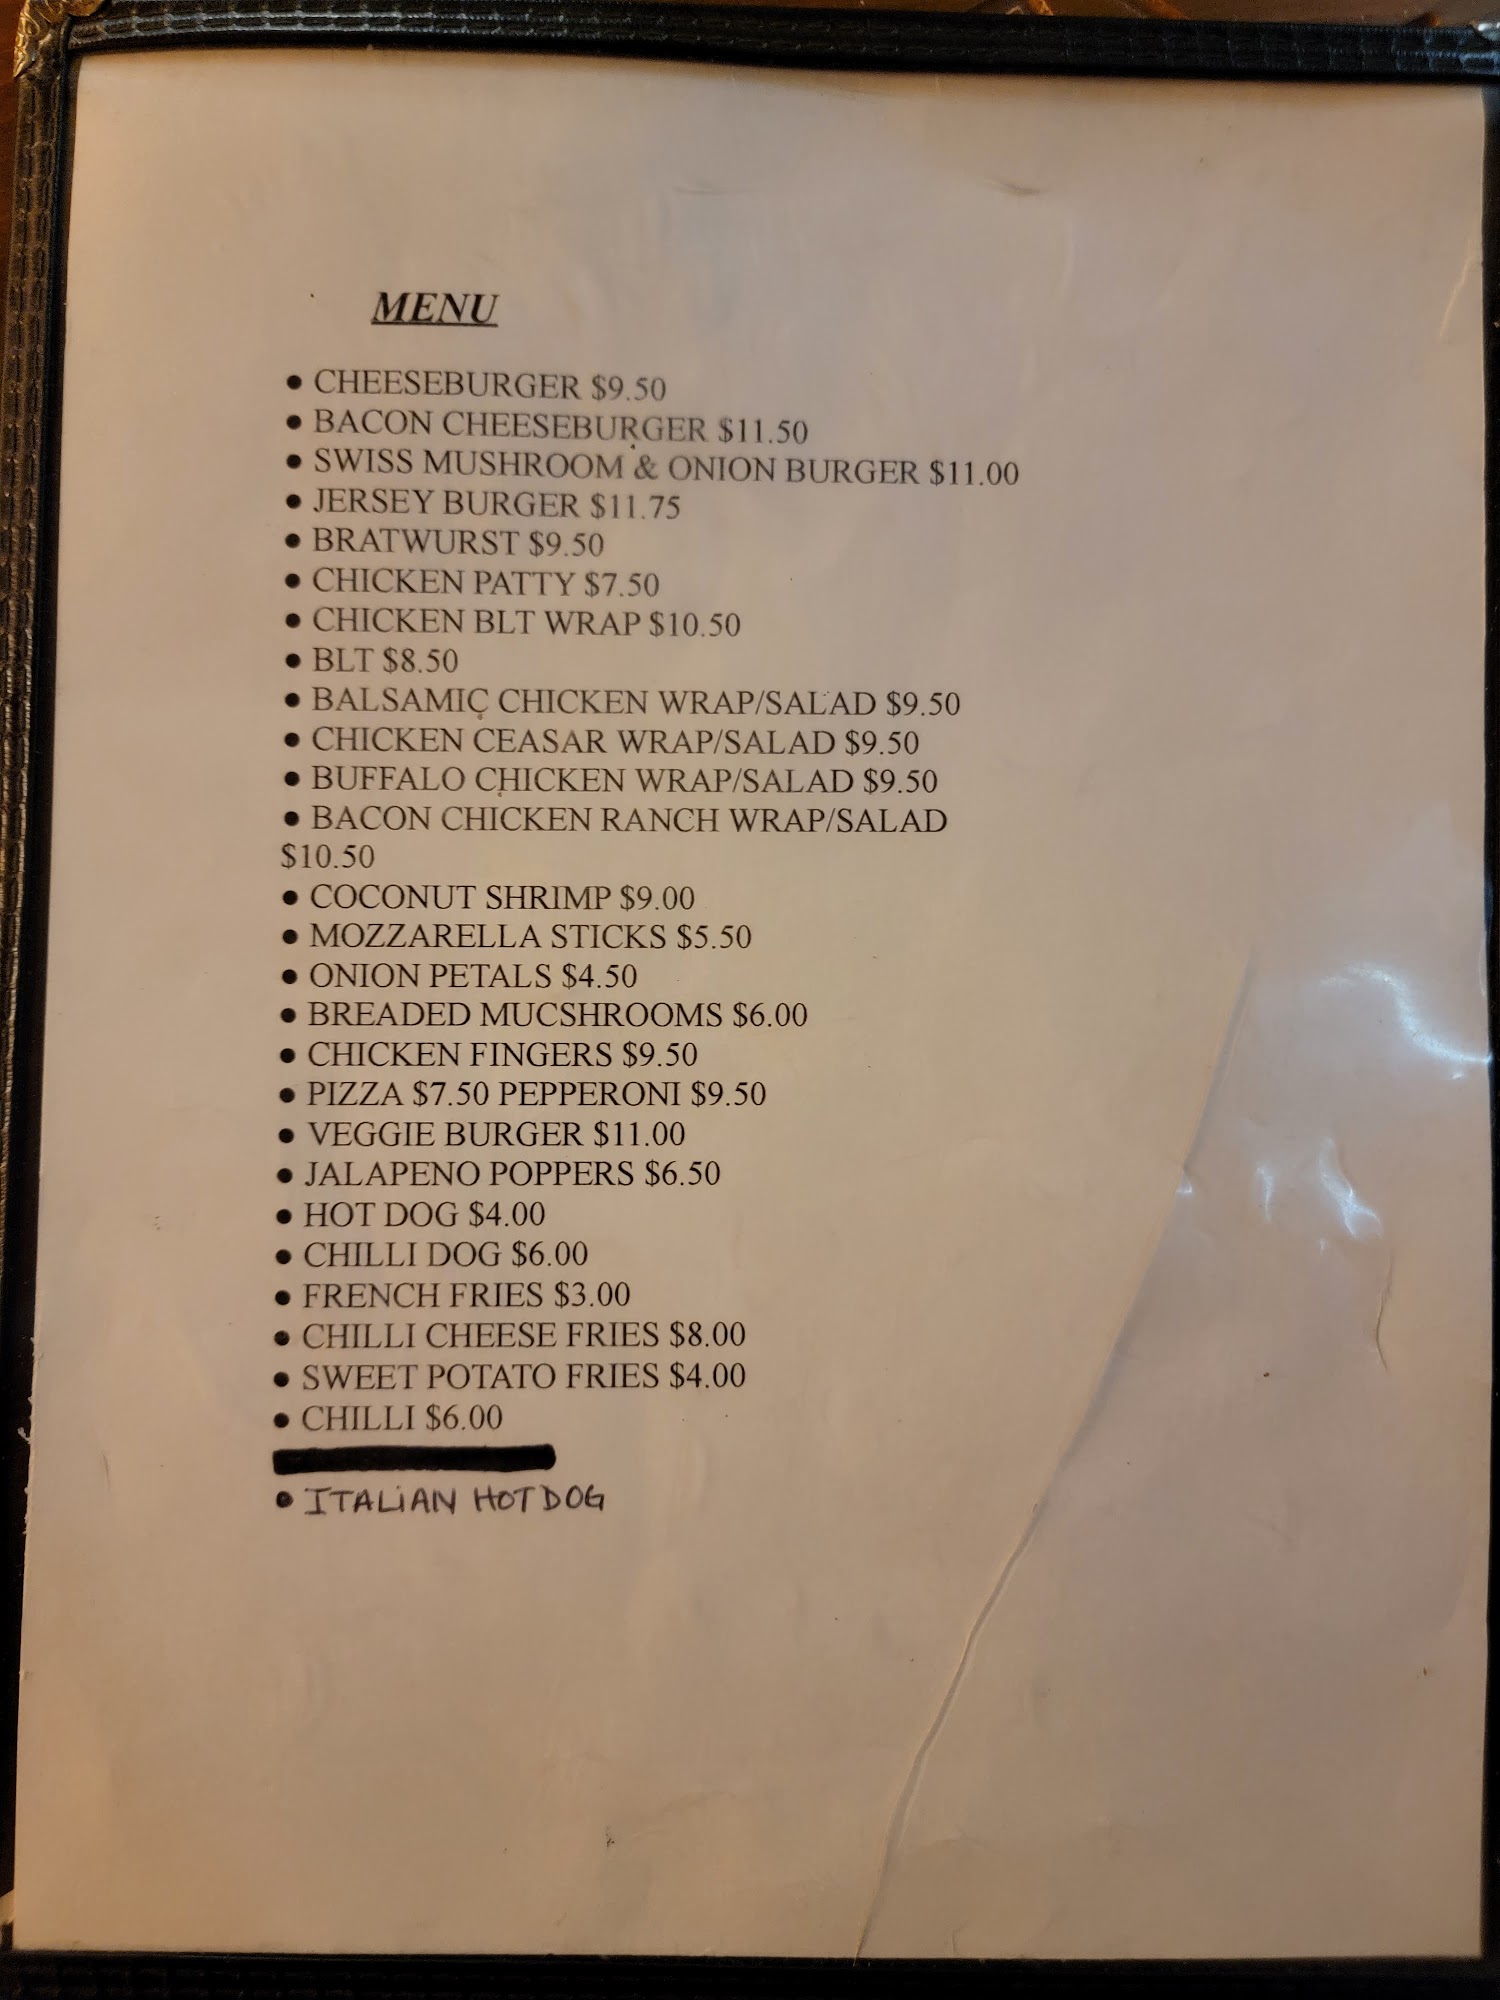 MENU
• CHEESEBURGER $9.50
• BACON CHEESEBURGER $11.50
• SWISS MUSHROOM & ONION BURGER $11.00
• JERSEY BURGER $11.75
• BRATWURST $9.50
• CHICKEN PATTY $7.50
• CHICKEN BLT WRAP $10.50
• BLT $8.50
• BALSAMIC CHICKEN WRAP/SALAD $9.50
• CHICKEN CEASAR WRAP/SALAD $9.50
• BUFFALO CHICKEN WRAP/SALAD $9.50
• BACON CHICKEN RANCH WRAP/SALAD
$10.50
• COCONUT SHRIMP $9.00
• MOZZARELLA STICKS $5.50
• ONION PETALS $4.50
• BREADED MUCSHROOMS $6.00
• CHICKEN FINGERS $9.50
• PIZZA $7.50 PEPPERONI $9.50
• VEGGIE BURGER $11.00
• JALAPENO POPPERS $6.50
• HOT DOG $4.00
• CHILLI DOG $6.00
• FRENCH FRIES $3.00
• CHILLI CHEESE FRIES $8.00
• SWEET POTATO FRIES $4.00
• CHILLI $6.00
• ITALiAN HOTDOG